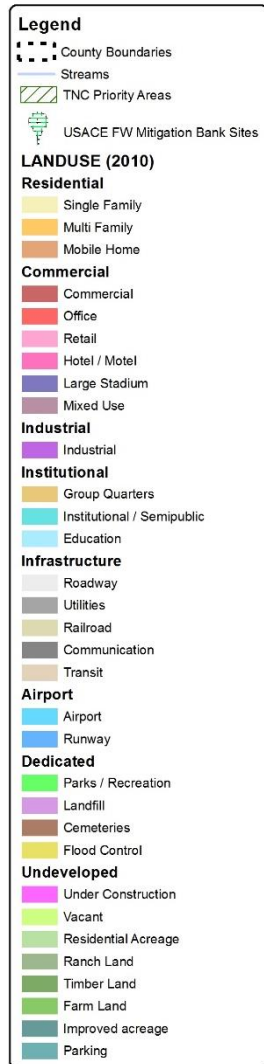 Legend
County Boundaries
Streams
TNC Priority Areas
USACE FW Mitigation Bank Sites
LANDUSE (2010)
Residential
Single Family
Multi Family
Mobile Home
Commercial
Commercial
Office
Retail
Hotel / Motel
Large Stadium
Mixed Use
Industrial
Industrial
Institutional
Group Quarters
Institutional / Semipublic
Education
Infrastructure
Roadway
Utilities
Railroad
Communication
Transit
Airport
Airport
Runway
Dedicated
Parks / Recreation
Landfill
Cemeteries
Flood Control
Undeveloped
Under Construction
Vacant
Residential Acreage
Ranch Land
Timber Land
Farm Land
Improved acreage
Parking